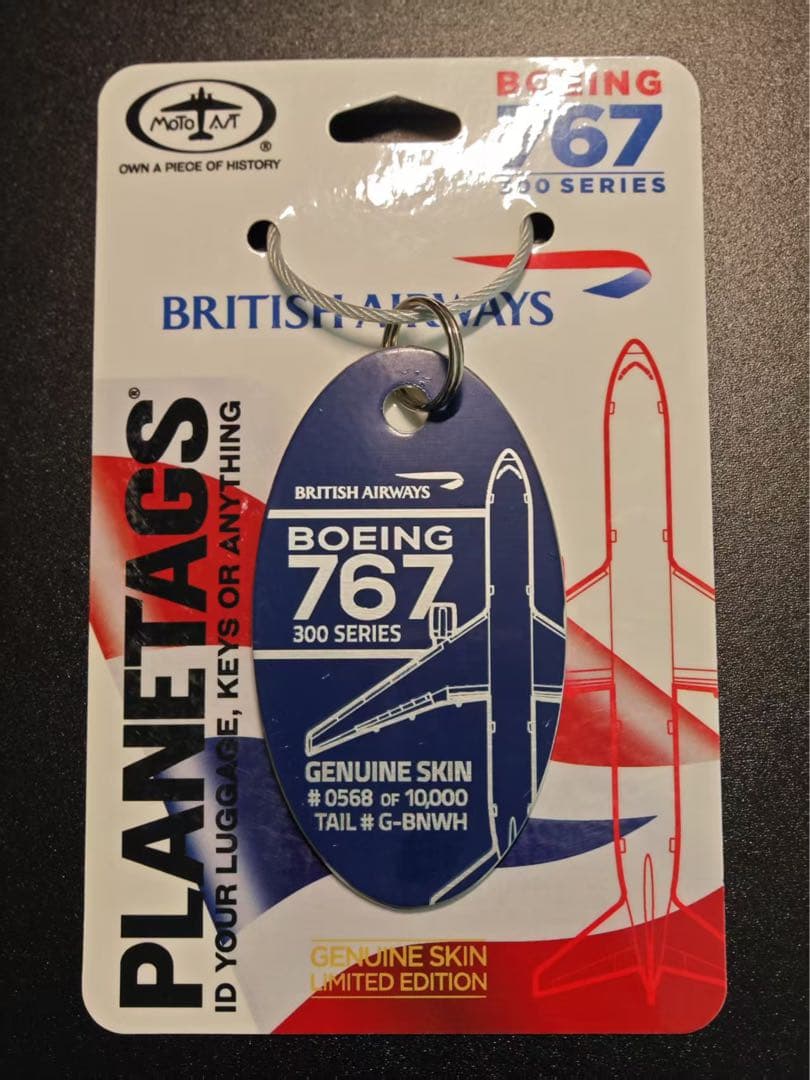 MoTo ART
®
OWN A PIECE OF HISTORY
BOEING
767
300 SERIES
BRITISH AIRWAYS
PLANETAGS®
ID YOUR LUGGAGE, KEYS OR ANYTHING
BRITISH AIRWAYS
BOEING
767
300 SERIES
GENUINE SKIN
# 0568 OF 10,000
TAIL # G-BNWH
GENUINE SKIN
LIMITED EDITION